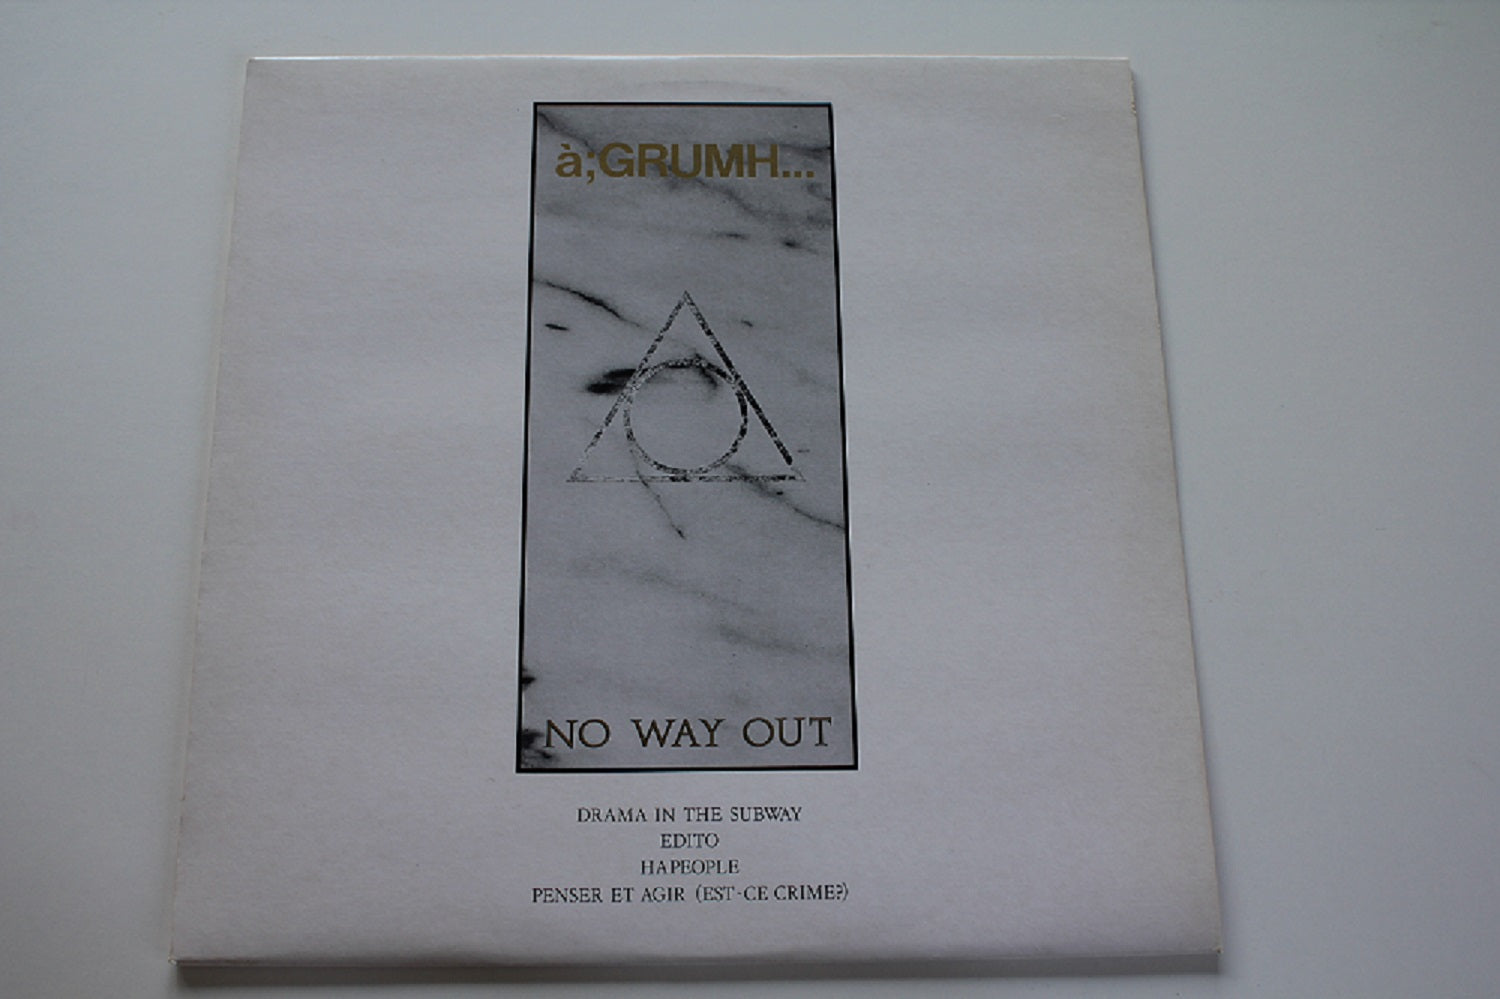 à;GRUMH...
NO WAY OUT
DRAMA IN THE SUBWAY
EDITO
HAPEOPLE
PENSER ET AGIR (EST-CE CRIME?)